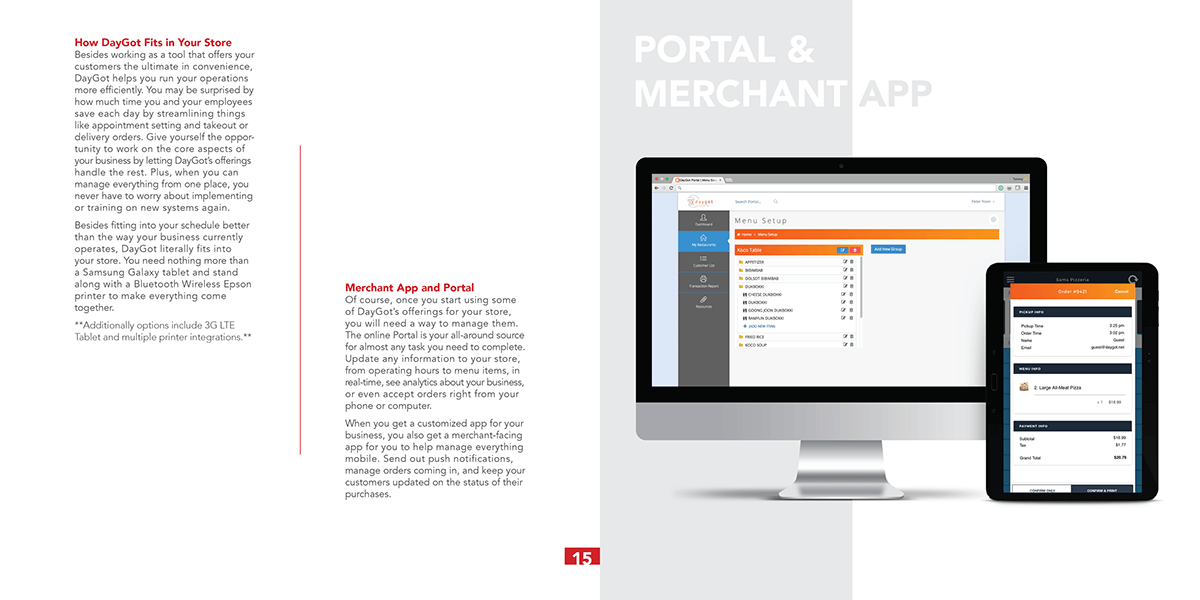 How DayGot Fits in Your Store
Besides working as a tool that offers your
customers the ultimate in convenience,
DayGot helps you run your operations
more efficiently. You may be surprised by
how much time you and your employees
save each day by streamlining things
like appointment setting and takeout or
delivery orders. Give yourself the oppor-
tunity to work on the core aspects of
your business by letting DayGot's offerings
handle the rest. Plus, when you can
manage everything from one place, you
never have to worry about implementing
or training on new systems again.
Besides fitting into your schedule better
than the way your business currently
operates, DayGot literally fits into
your store. You need nothing more than
a Samsung Galaxy tablet and stand
along with a Bluetooth Wireless Epson
printer to make everything come
together.
**Additionally options include 3G LTE
Tablet and multiple printer integrations.**
Merchant App and Portal
Of course, once you start using some
of DayGot's offerings for your store,
you will need a way to manage them.
The online Portal is your all-around source
for almost any task you need to complete.
Update any information to your store,
from operating hours to menu items, in
real-time, see analytics about your business,
or even accept orders right from your
phone or computer.
When you get a customized app for your
business, you also get a merchant-facing
app for you to help manage everything
mobile. Send out push notifications,
manage orders coming in, and keep your
customers updated on the status of their
purchases.
15
PORTAL &
MERCHANT APP
DayGot Portal | Menu
daygot
Search Portal...
Dashboard
My Restaurants
Customer List
Transaction Report
Resources
Menu Setup
Home > Menu Setup
Koco Table
Add New Group
APPETIZER
BIBIMBAB
DOLSOT BIBIMBAB
DUKBOKKI
CHEESE DUKBOKKI
DUKBOKKI
GOONG JOON DUKBOKKI
RAMYUN DUKBOKKI
[ADD NEW ITEM]
FRIED RICE
KOCO SOUP
Sams Pizzeria
Order #9421
Cancel
PICKUP INFO
Pickup Time 3:25 pm
Order Time 3:02 pm
Name Guest
Email guest@daygot.net
MENU INFO
2. Large All-Meat Pizza
x 1 $18.99
PAYMENT INFO
Subtotal $18.99
Tax $1.77
Grand Total $20.76
CONFIRM ONLY
CONFIRM & PRINT